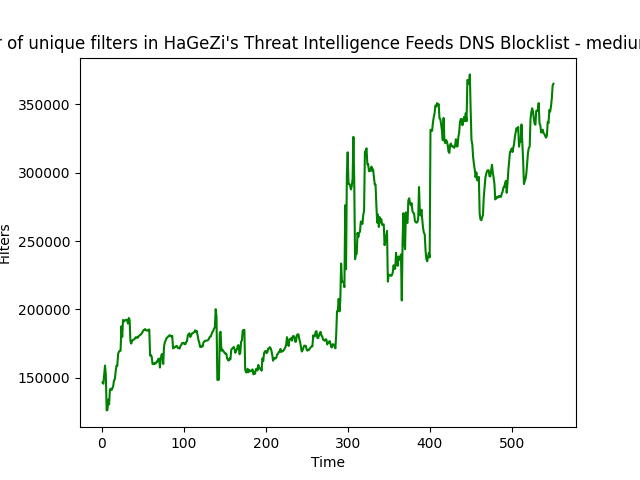 r of unique filters in HaGeZi's Threat Intelligence Feeds DNS Blocklist - mediu
350000
300000
250000
200000
150000
Filters
0 100 200 300 400 500
Time